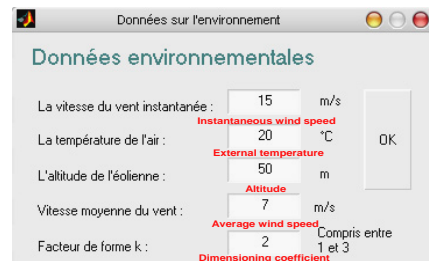 Données sur l'environnement
Données environnementales
La vitesse du vent instantanée : 15 m/s
Instantaneous wind speed
La température de l'air : 20 °C OK
External temperature
L'altitude de l'éolienne : 50 m
Altitude
Vitesse moyenne du vent : 7 m/s
Average wind speed
Facteur de forme k : 2 Compris entre
1 et 3
Dimensioning coefficient